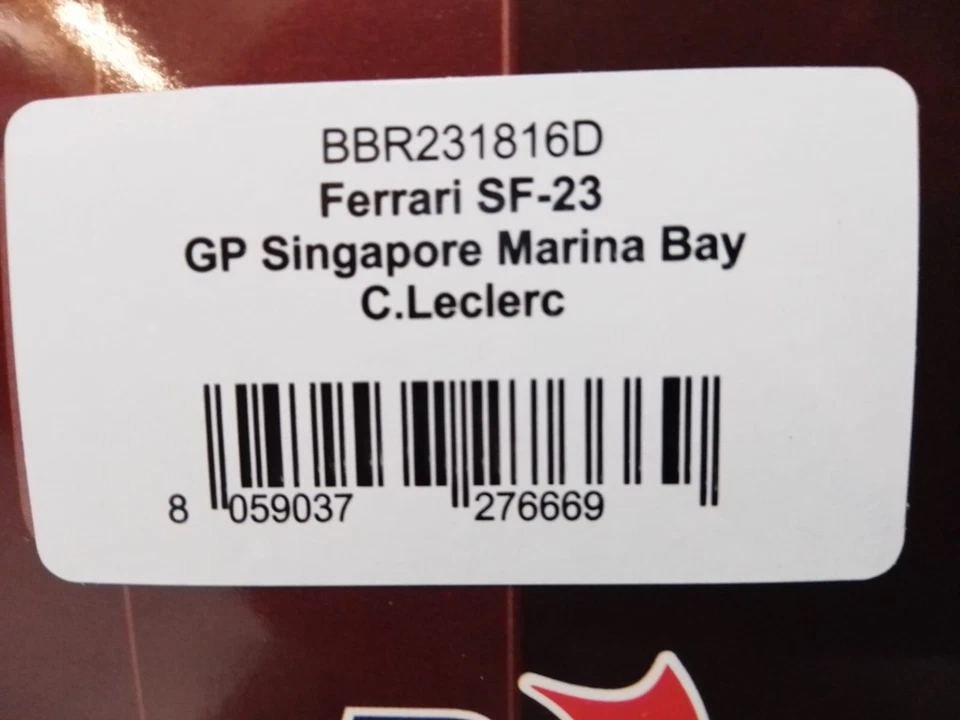 BBR231816D
Ferrari SF-23
GP Singapore Marina Bay
C.Leclerc
8 059037 276669